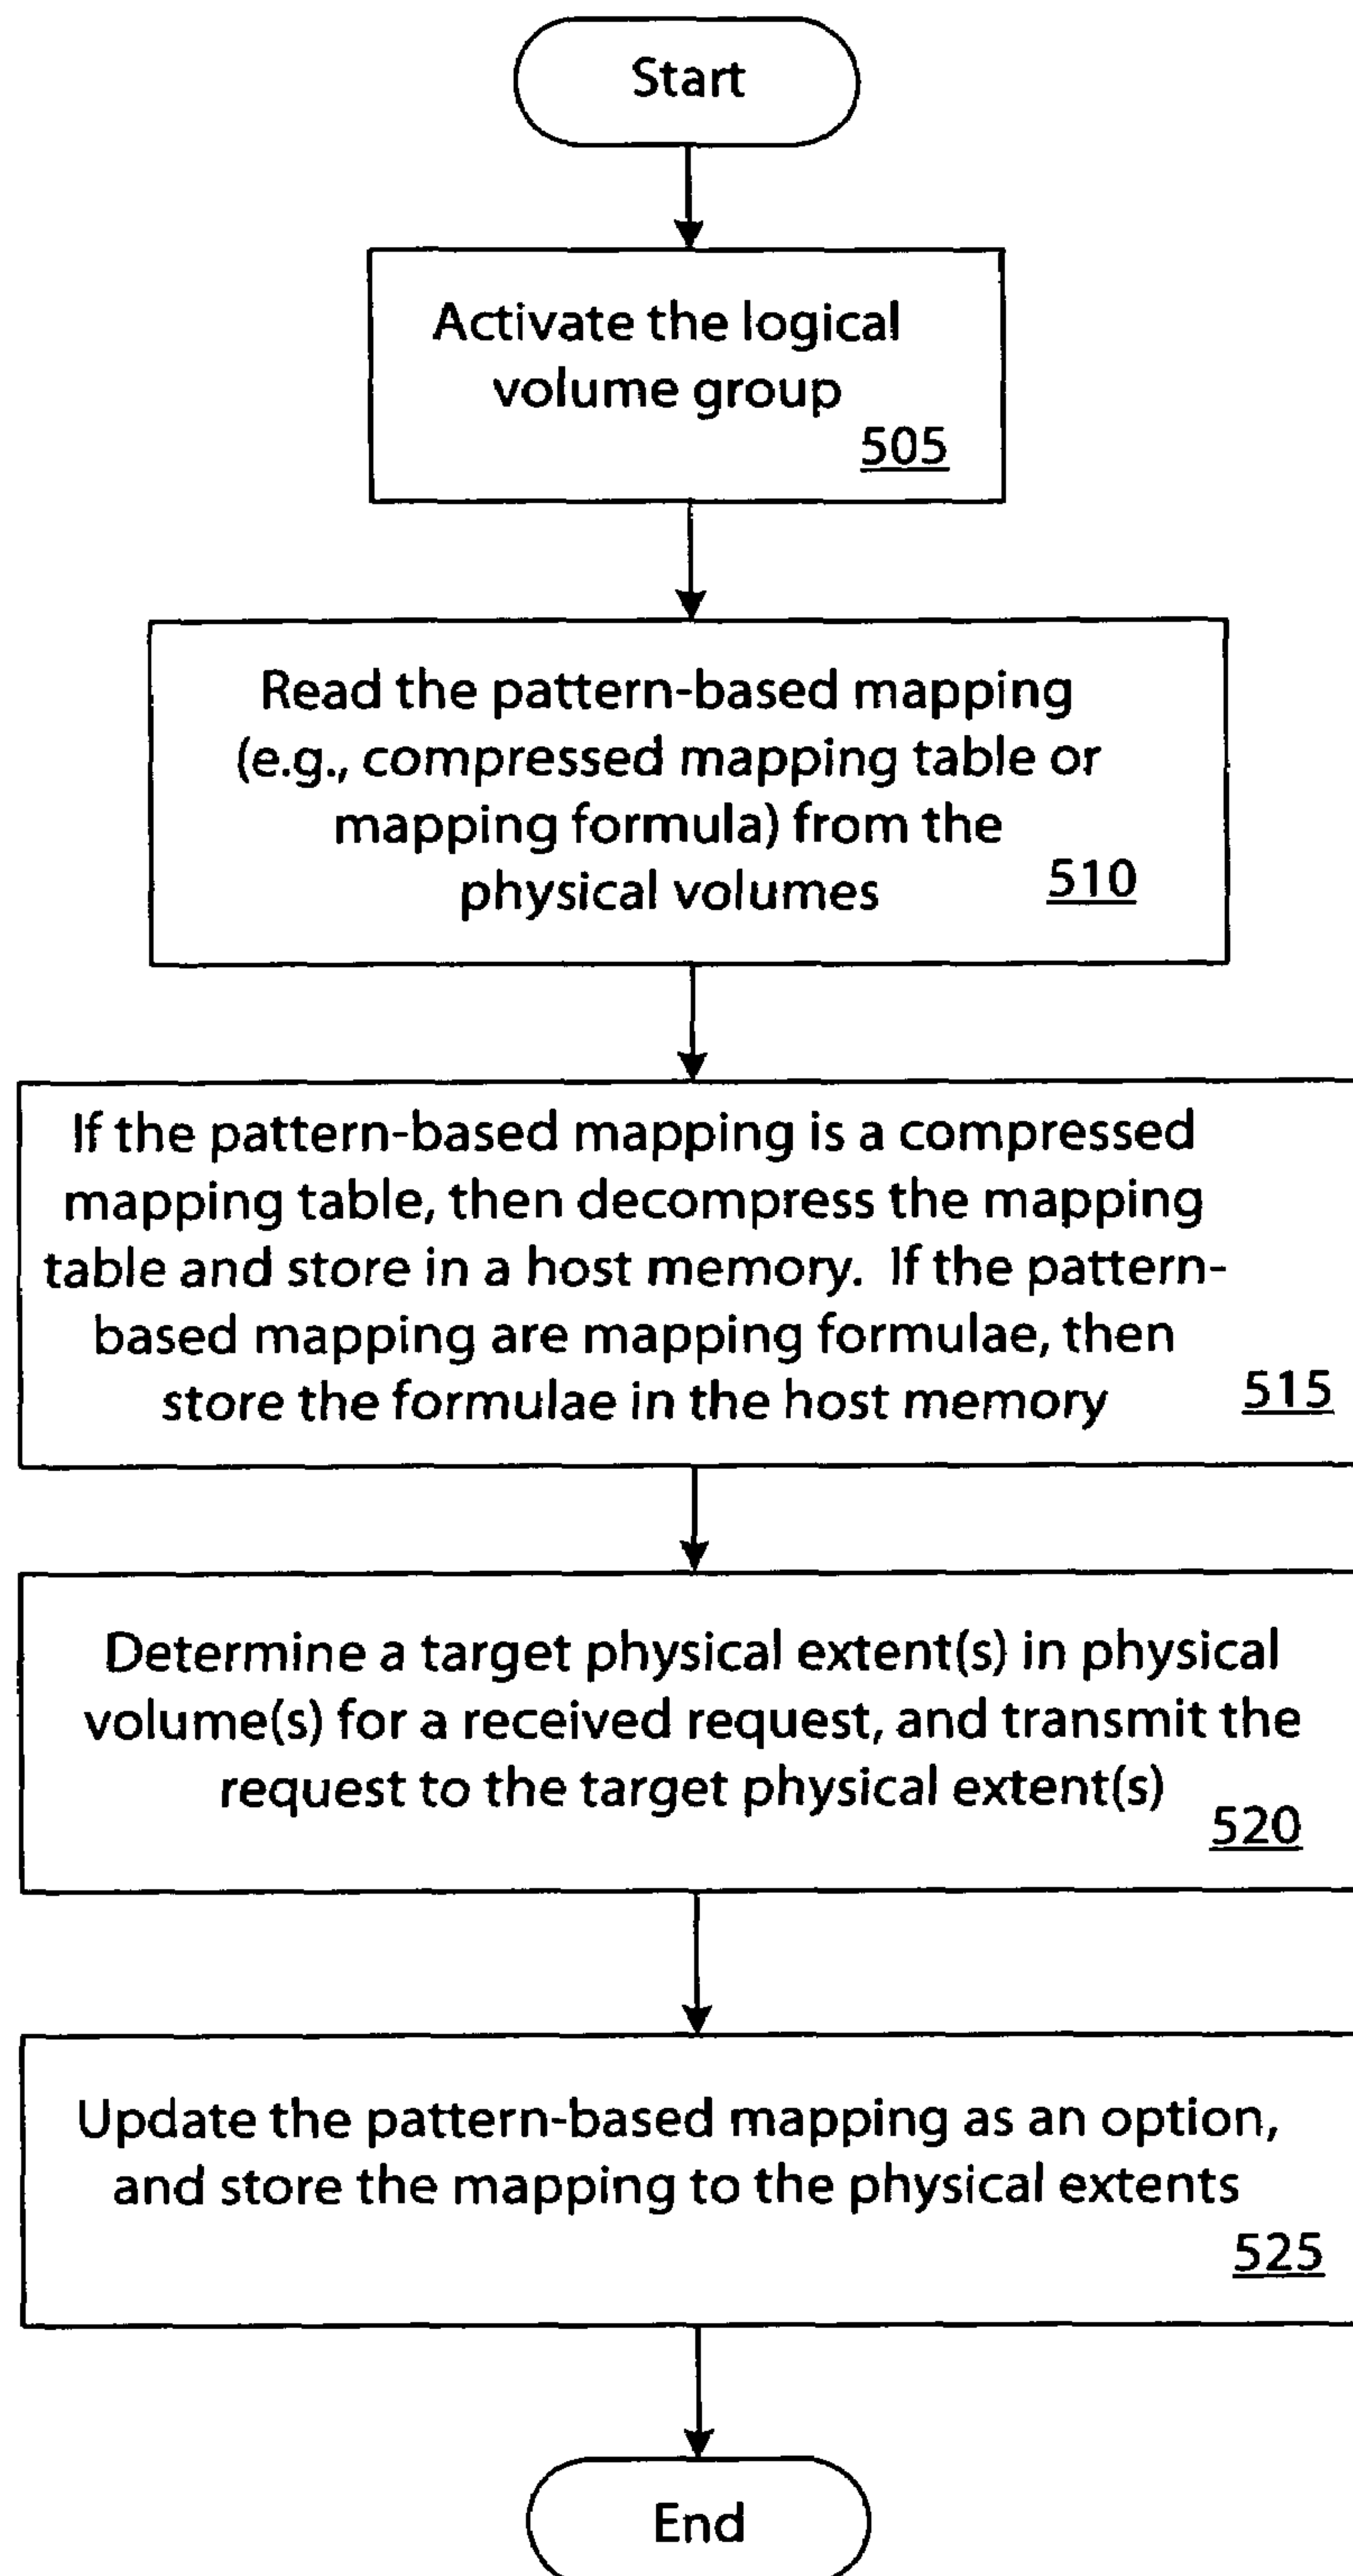 Start
Activate the logical
volume group
505
Read the pattern-based mapping
(e.g., compressed mapping table or
mapping formula) from the
physical volumes 510
If the pattern-based mapping is a compressed
mapping table, then decompress the mapping
table and store in a host memory. If the pattern-
based mapping are mapping formulae, then
store the formulae in the host memory 515
Determine a target physical extent(s) in physical
volume(s) for a received request, and transmit the
request to the target physical extent(s)
520
Update the pattern-based mapping as an option,
and store the mapping to the physical extents
525
End